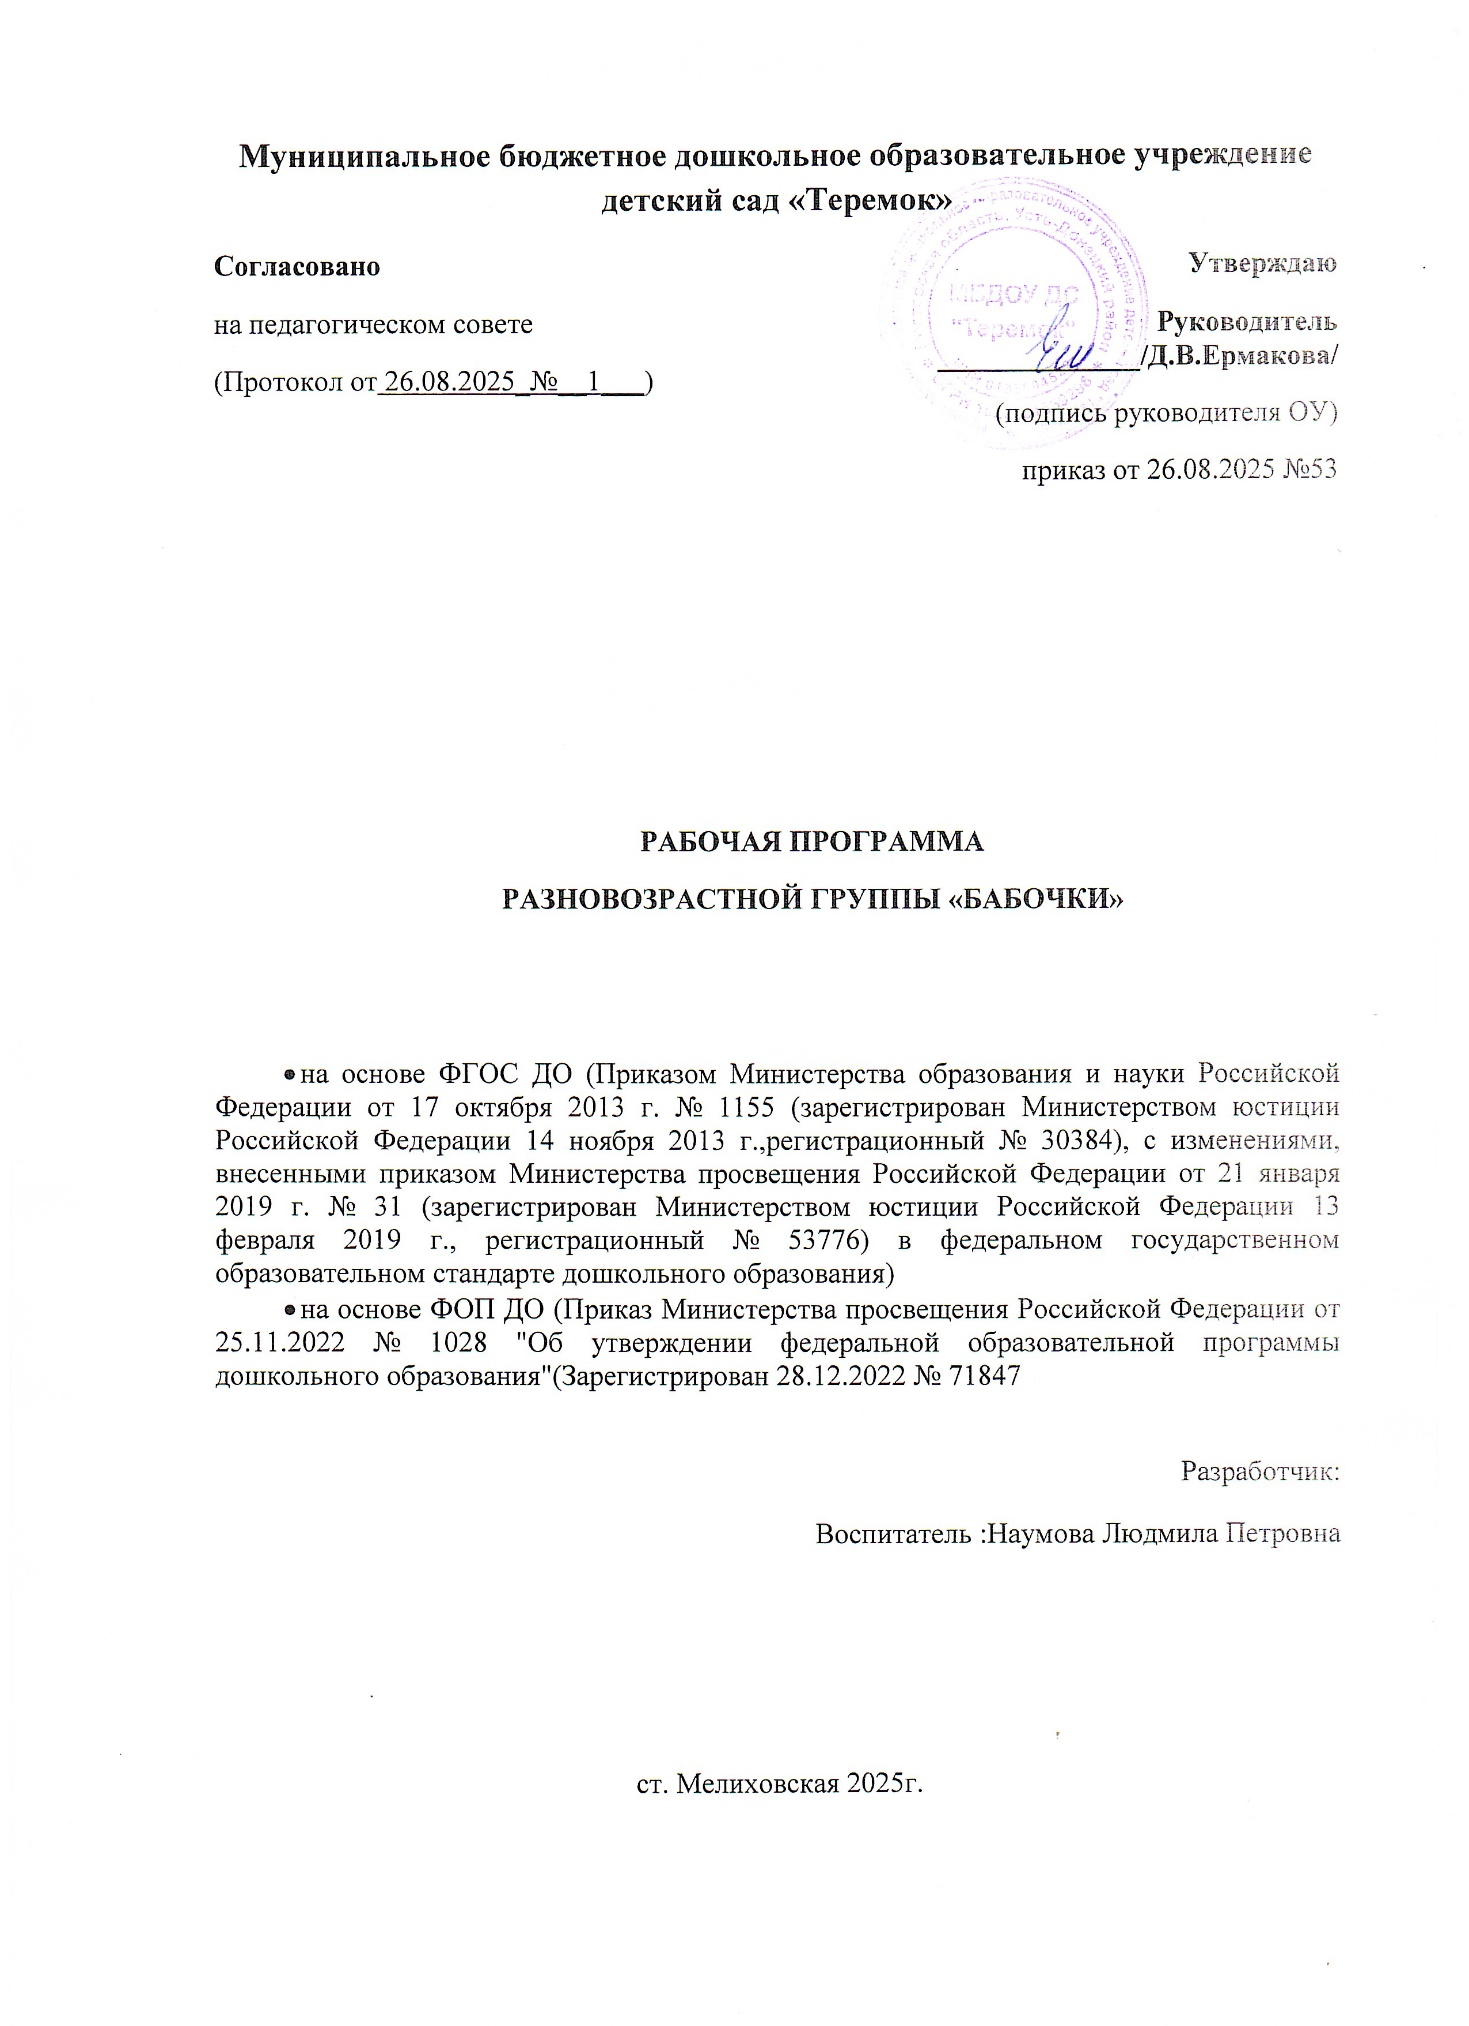 Муниципальное бюджетное дошкольное образовательное учреждение
детский сад «Теремок»
Согласовано
Утверждаю
на педагогическом совете
Руководитель
/Д.В.Ермакова/
(Протокол от 26.08.2025_№__1___)
(подпись руководителя ОУ)
приказ от 26.08.2025 №53
МБДОУ ДС
"Теремок"
РАБОЧАЯ ПРОГРАММА
РАЗНОВОЗРАСТНОЙ ГРУППЫ «БАБОЧКИ»
•на основе ФГОС ДО (Приказом Министерства образования и науки Российской
Федерации от 17 октября 2013 г. № 1155 (зарегистрирован Министерством юстиции
Российской Федерации 14 ноября 2013 г.,регистрационный № 30384), с изменениями,
внесенными приказом Министерства просвещения Российской Федерации от 21 января
2019 г. № 31 (зарегистрирован Министерством юстиции Российской Федерации 13
февраля 2019 г., регистрационный № 53776) в федеральном государственном
образовательном стандарте дошкольного образования)
•на основе ФОП ДО (Приказ Министерства просвещения Российской Федерации от
25.11.2022 № 1028 "Об утверждении федеральной образовательной программы
дошкольного образования"(Зарегистрирован 28.12.2022 № 71847
Разработчик:
Воспитатель :Наумова Людмила Петровна
ст. Мелиховская 2025г.